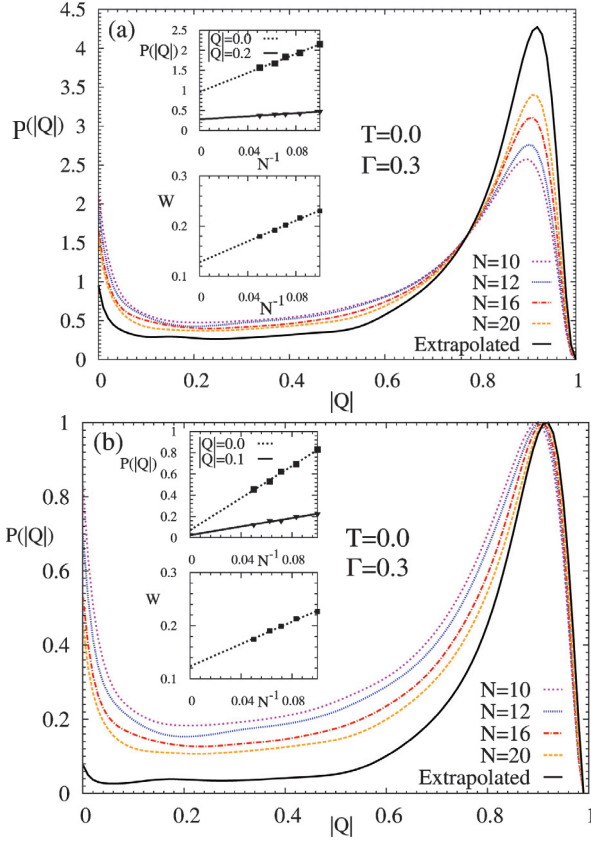 (a)
P(|Q|)
|Q|=0.0
|Q|=0.2
2.5
2
1.5
1
0.5
0
0 0.04 0.08
N⁻¹
W
0.3
0.2
0.1
0 0.04 0.08
N⁻¹
T=0.0
Γ=0.3
P(|Q|)
4.5
4
3.5
3
2.5
2
1.5
1
0.5
0
N=10
N=12
N=16
N=20
Extrapolated
0 0.2 0.4 0.6 0.8 1
|Q|
(b)
P(|Q|)
|Q|=0.0
|Q|=0.1
1
0.8
0.6
0.4
0.2
0
0.04 N⁻¹ 0.08
W
0.3
0.2
0.1
0.04 N⁻¹ 0.08
T=0.0
Γ=0.3
P(|Q|)
1
0.8
0.6
0.4
0.2
0
N=10
N=12
N=16
N=20
Extrapolated
0 0.2 0.4 0.6 0.8 1
|Q|